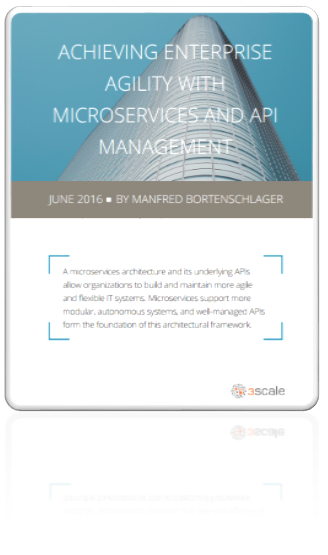 ACHIEVING ENTERPRISE
AGILITY WITH
MICROSERVICES AND API
MANAGEMENT
JUNE 2016 ■ BY MANFRED BORTENSCHLAGER
A microservices architecture and its underlying APIs
allow organizations to build and maintain more agile
and flexible IT systems. Microservices support more
modular, autonomous systems, and well-managed APIs
form the foundation of this architectural framework.
3scale